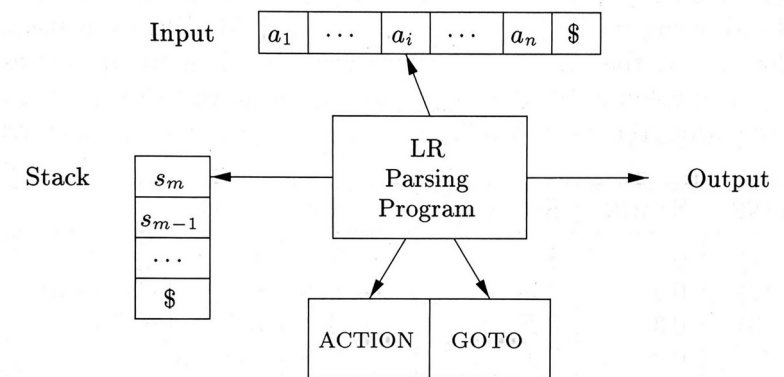 Input a₁ ⋯ aᵢ ⋯ aₙ $
LR
Parsing
Program
Stack
sₘ
sₘ₋₁
⋯
$
Output
ACTION GOTO